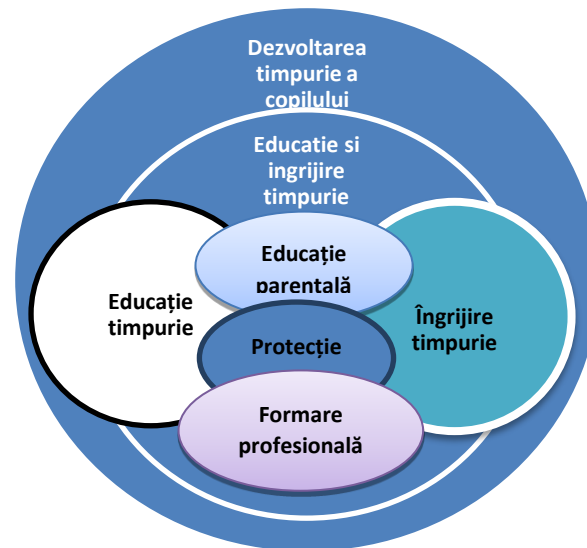 Dezvoltarea
timpurie a
copilului
Educatie si
ingrijire
timpurie
Educație
parentală
Educație
timpurie
Îngrijire
timpurie
Protecție
Formare
profesională